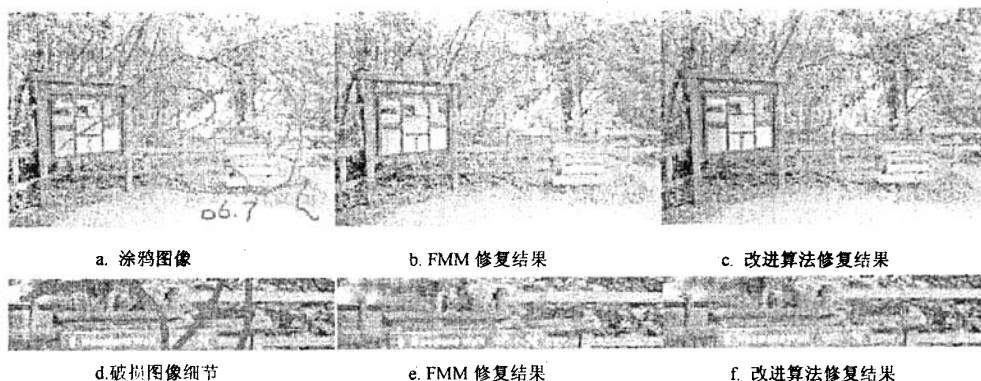 06.7
a. 涂鸦图像
b. FMM 修复结果
c. 改进算法修复结果
d.破损图像细节
e. FMM 修复结果
f. 改进算法修复结果